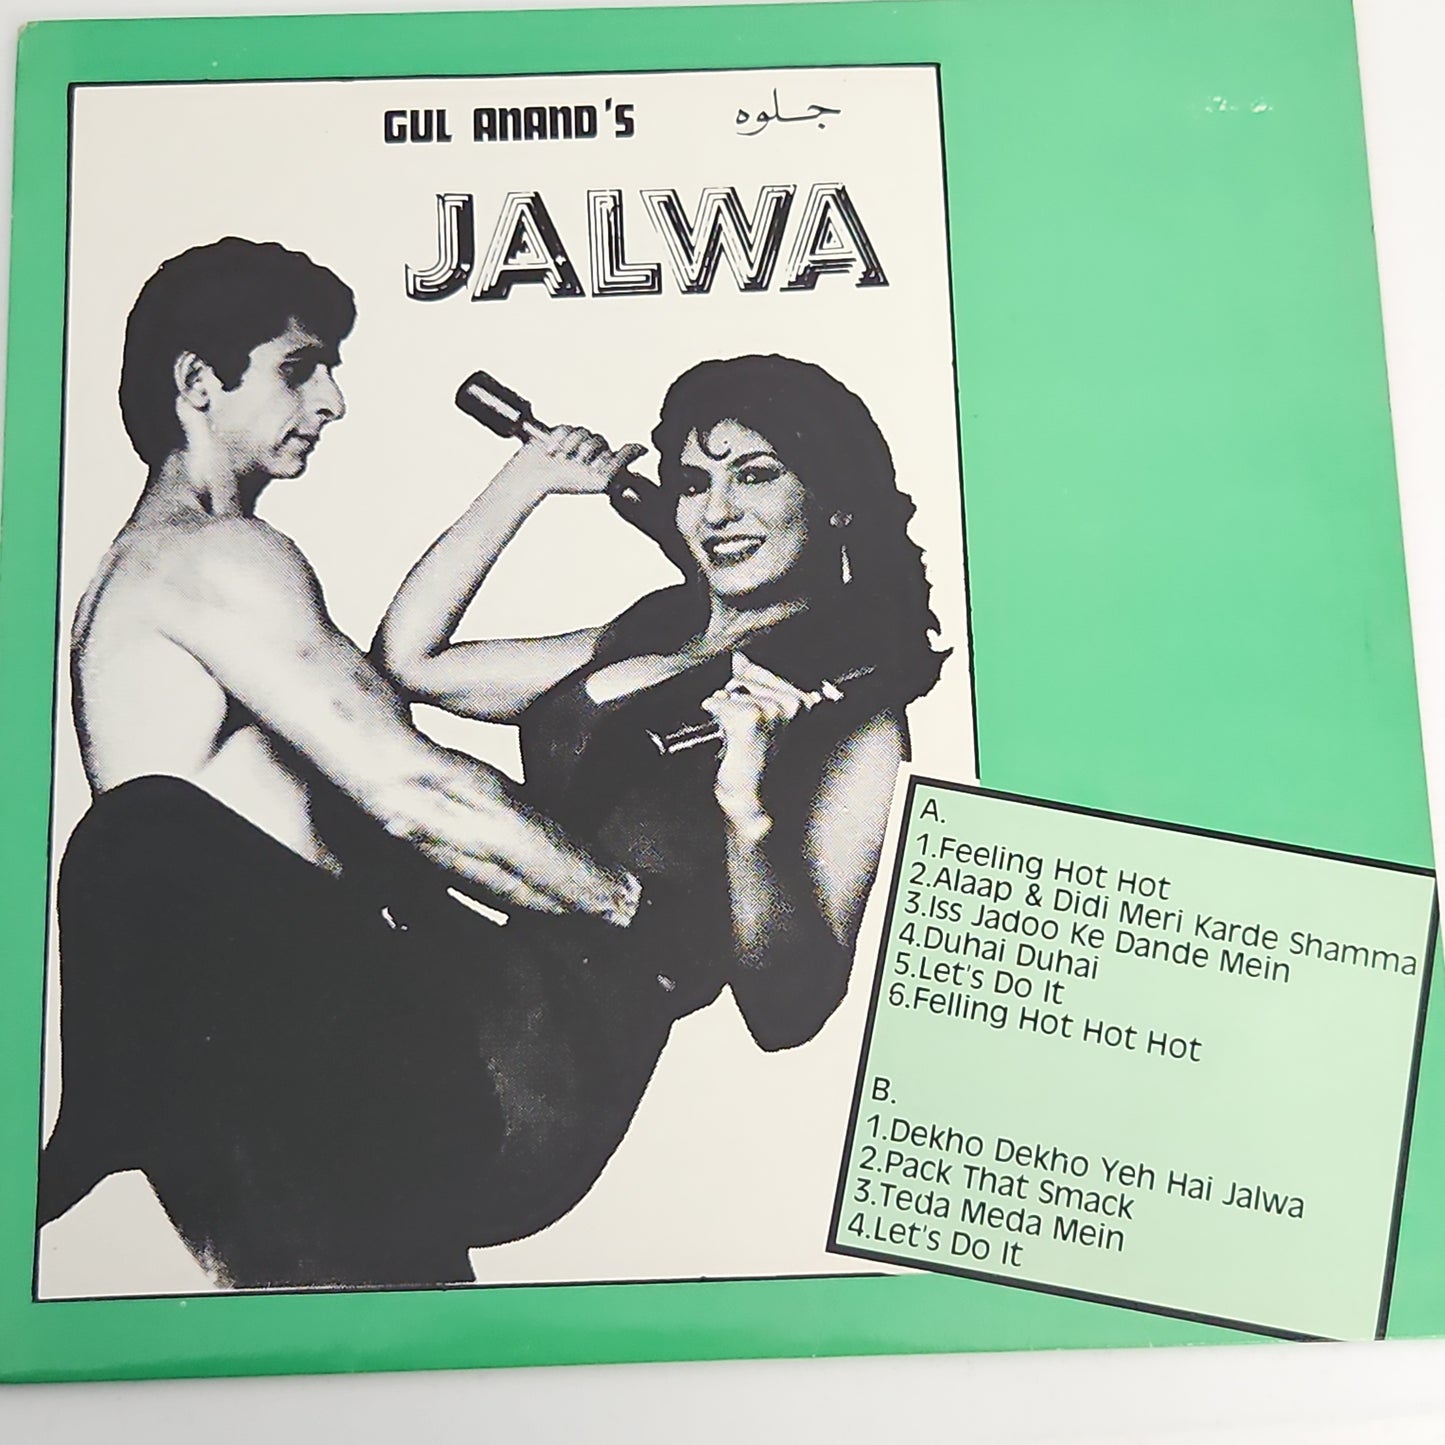 GUL ANAND'S
جلوه
JALWA
A.
1.Feeling Hot Hot
2.Alaap & Didi Meri Karde Shamma
3.Iss Jadoo Ke Dande Mein
4.Duhai Duhai
5.Let's Do It
6.Felling Hot Hot Hot
B.
1.Dekho Dekho Yeh Hai Jalwa
2.Pack That Smack
3.Teda Meda Mein
4.Let's Do It